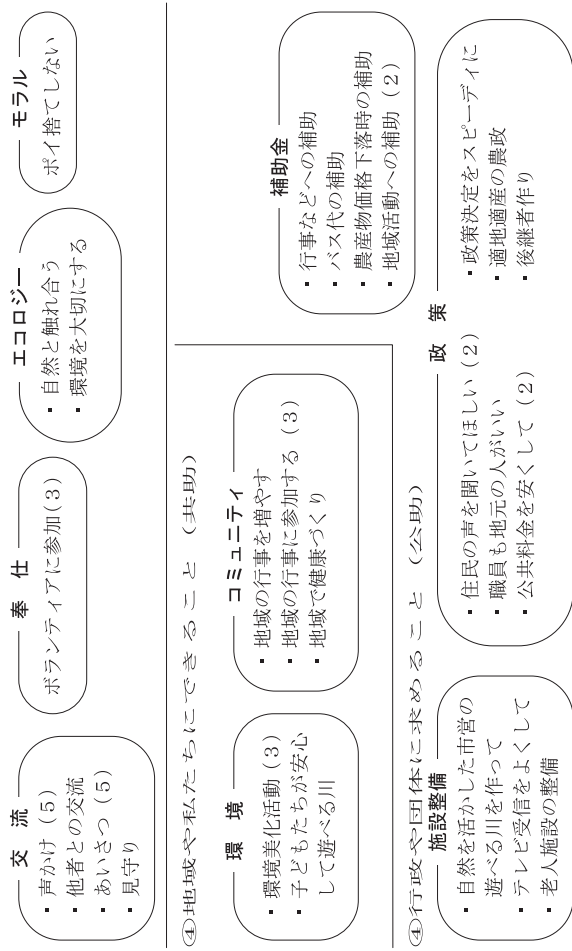 交　流
・声かけ（5）
・他者との交流
・あいさつ（5）
・見守り
奉　仕
ボランティアに参加(3)
エコロジー
・自然と触れ合う
・環境を大切にする
モラル
ポイ捨てしない
④地域や私たちにできること　（共助）
環　境
・環境美化活動（3）
・子どもたちが安心
して遊べる川
コミュニティ
・地域の行事を増やす
・地域の行事に参加する（3）
・地域で健康づくり
④行政や団体に求めること　（公助）
施設整備
・自然を活かした市営の
遊べる川を作って
・テレビ受信をよくして
・老人施設の整備
政　策
・住民の声を聞いてほしい（2）
・職員も地元の人がいい
・公共料金を安くして（2）
・政策決定をスピーディに
・適地適産の農政
・後継者作り
補助金
・行事などへの補助
・バス代の補助
・農産物価格下落時の補助
・地域活動への補助（2）